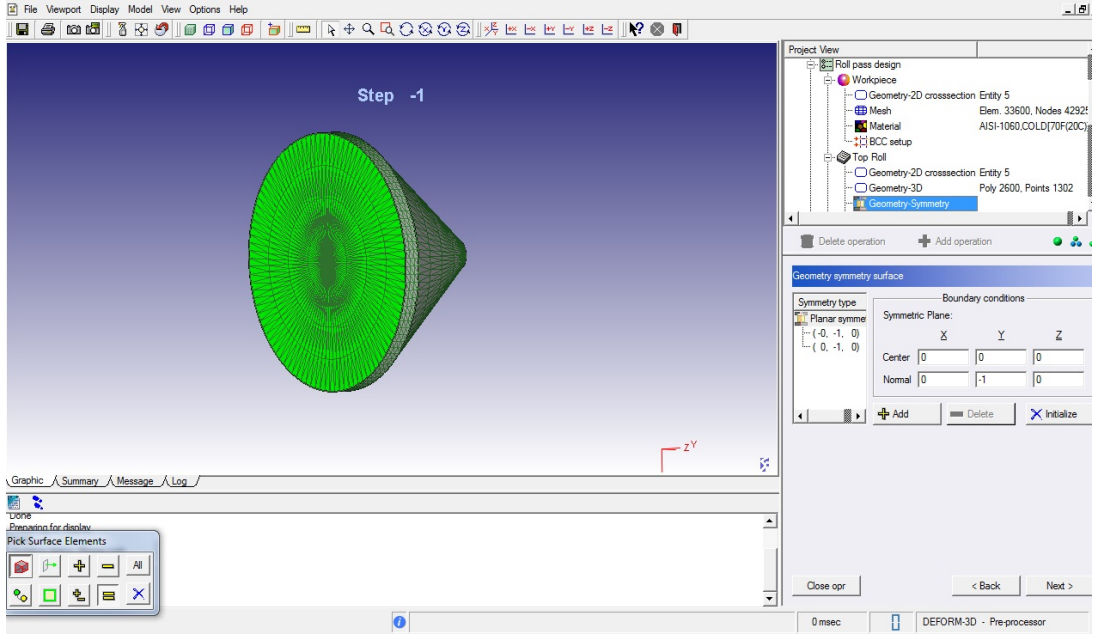 File Viewport Display Model View Options Help
Step -1
Z Y
Graphic Summary Message Log
Done
Preparing for display
Pick Surface Elements
All
Project View
Roll pass design
Workpiece
Geometry-2D crosssection Entity 5
Mesh Elem. 33600, Nodes 4292
Material AISI-1060,COLD[70F(20C)
BCC setup
Top Roll
Geometry-2D crosssection Entity 5
Geometry-3D Poly 2600, Points 1302
Geometry-Symmetry
Delete operation Add operation
Geometry symmetry surface
Symmetry type
Planar symme
(-0, -1, 0)
( 0, -1, 0)
Boundary conditions
Symmetric Plane:
X Y Z
Center 0 0 0
Normal 0 -1 0
Add Delete Initialize
Close opr < Back Next >
0 msec DEFORM-3D - Pre-processor